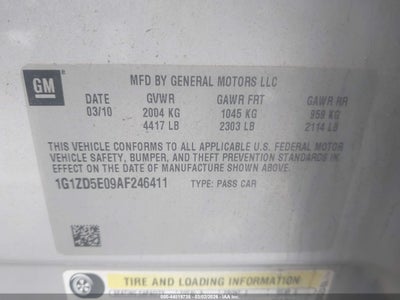 GM
MFD BY GENERAL MOTORS LLC
DATE GVWR GAWR FRT GAWR RR
03/10 2004 KG 1045 KG 959 KG
4417 LB 2303 LB 2114 LB
THIS VEHICLE CONFORMS TO ALL APPLICABLE U.S. FEDERAL MOTOR
VEHICLE SAFETY, BUMPER, AND THEFT PREVENTION STANDARDS
IN EFFECT ON THE DATE OF MANUFACTURE SHOWN ABOVE.
1G1ZD5E09AF246411 TYPE: PASS CAR
TIRE AND LOADING INFORMATION
SEATING CAPACITY